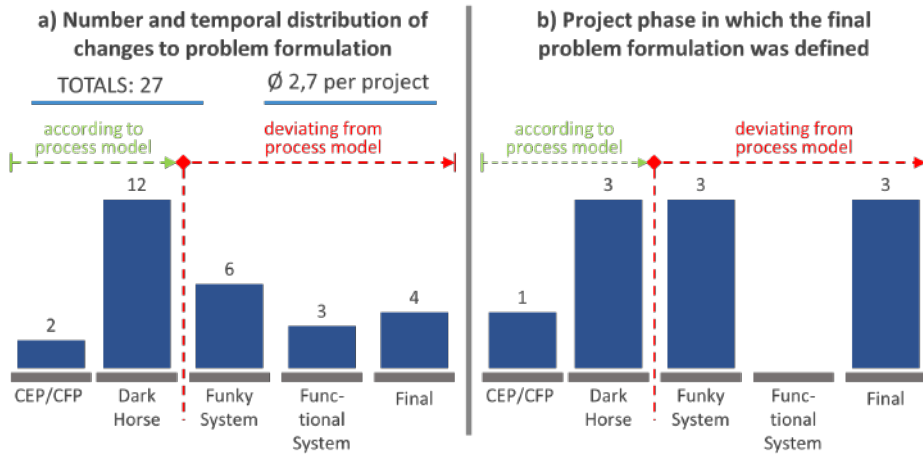 a) Number and temporal distribution of
changes to problem formulation
TOTALS: 27
Ø 2,7 per project
according to
process model
deviating from
process model
2
12
6
3
4
CEP/CFP
Dark
Horse
Funky
System
Func-
tional
System
Final
b) Project phase in which the final
problem formulation was defined
according to
process model
deviating from
process model
1
3
3
3
CEP/CFP
Dark
Horse
Funky
System
Func-
tional
System
Final